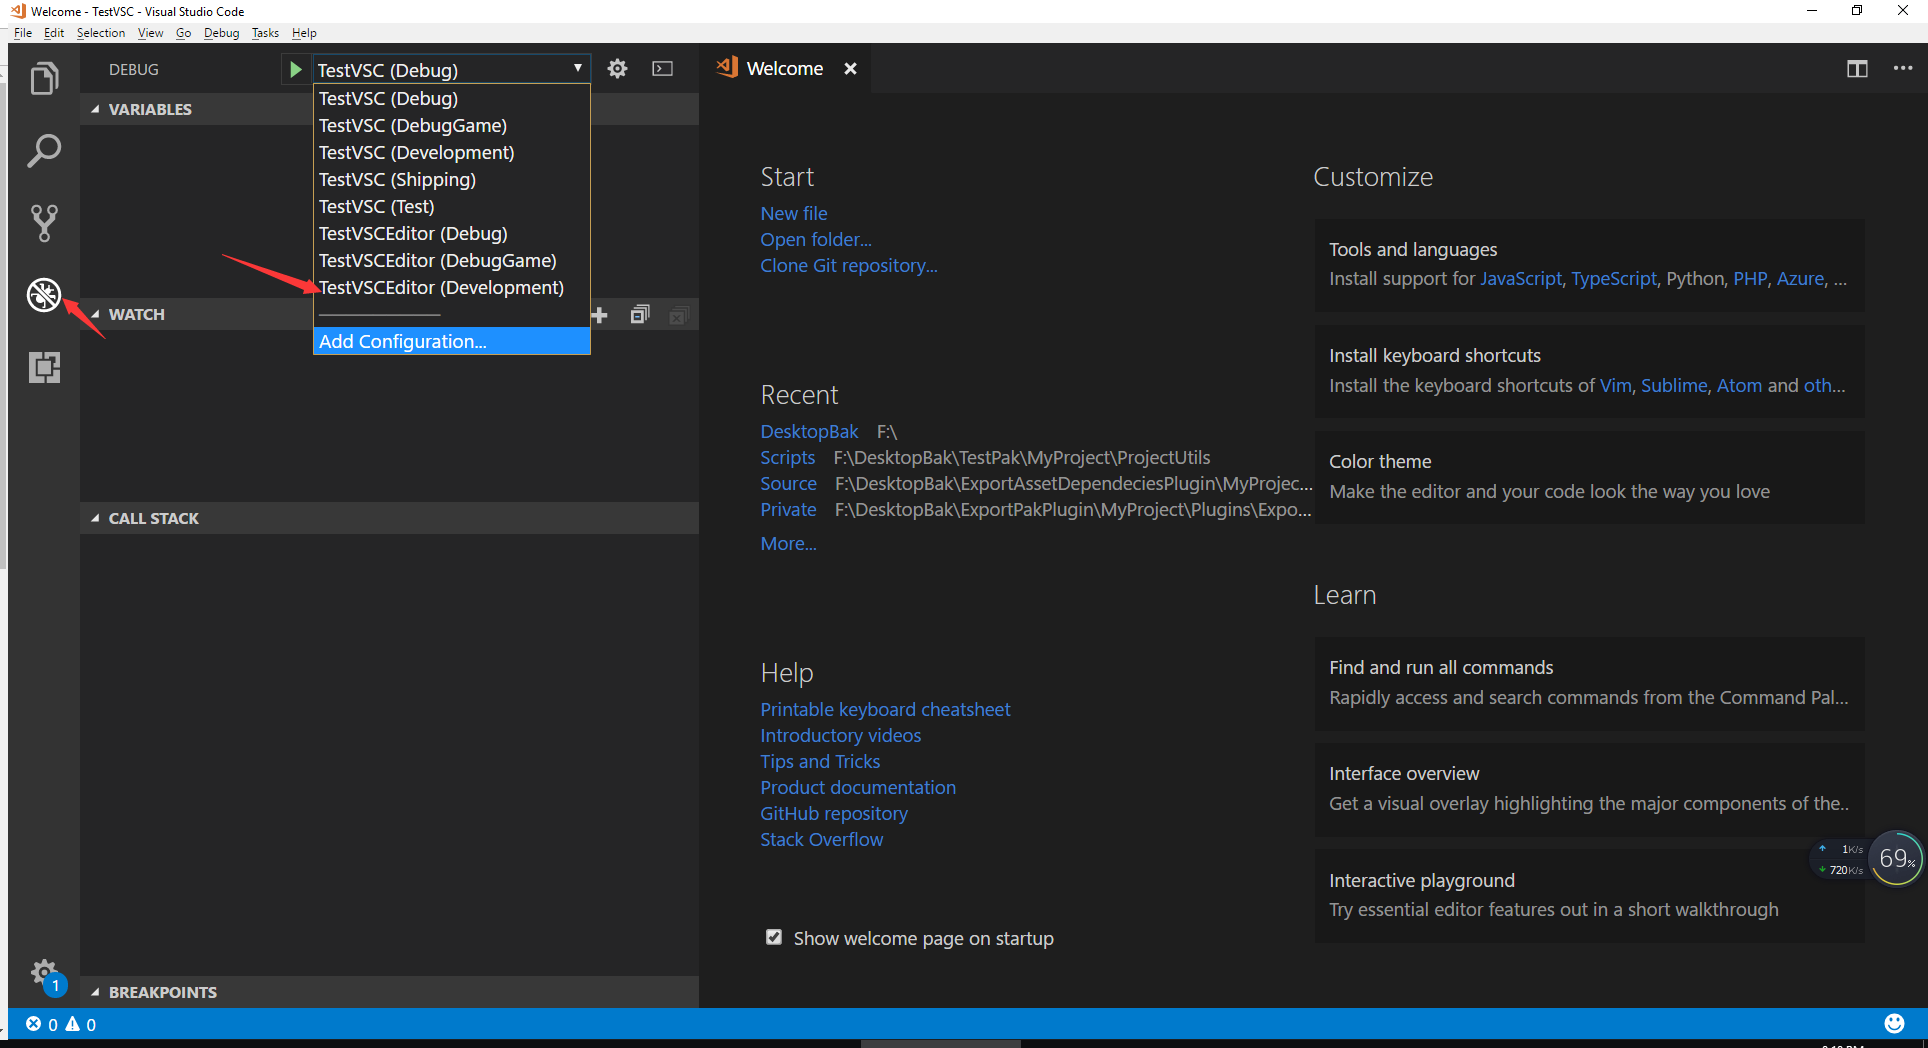 Welcome - TestVSC - Visual Studio Code
File Edit Selection View Go Debug Tasks Help
DEBUG
TestVSC (Debug)
TestVSC (Debug)
TestVSC (DebugGame)
TestVSC (Development)
TestVSC (Shipping)
TestVSC (Test)
TestVSCEditor (Debug)
TestVSCEditor (DebugGame)
TestVSCEditor (Development)
Add Configuration...
VARIABLES
WATCH
CALL STACK
BREAKPOINTS
1
Welcome
Start
New file
Open folder...
Clone Git repository...
Recent
DesktopBak F:\
Scripts F:\DesktopBak\TestPak\MyProject\ProjectUtils
Source F:\DesktopBak\ExportAssetDependeciesPlugin\MyProjec...
Private F:\DesktopBak\ExportPakPlugin\MyProject\Plugins\Expo...
More...
Help
Printable keyboard cheatsheet
Introductory videos
Tips and Tricks
Product documentation
GitHub repository
Stack Overflow
Show welcome page on startup
Customize
Tools and languages
Install support for JavaScript, TypeScript, Python, PHP, Azure, ...
Install keyboard shortcuts
Install the keyboard shortcuts of Vim, Sublime, Atom and oth...
Color theme
Make the editor and your code look the way you love
Learn
Find and run all commands
Rapidly access and search commands from the Command Pal...
Interface overview
Get a visual overlay highlighting the major components of the..
Interactive playground
Try essential editor features out in a short walkthrough
1K/s
720K/s
69%
0 0